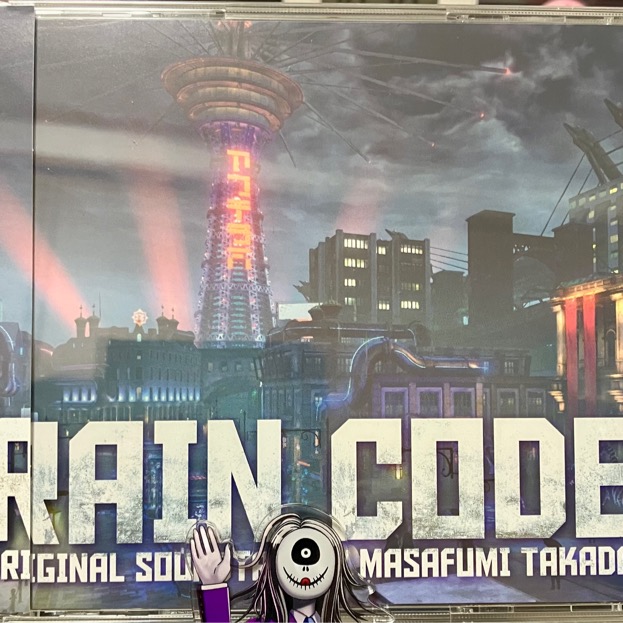 RAIN CODE
RIGINAL SOU MASAFUMI TAKADA